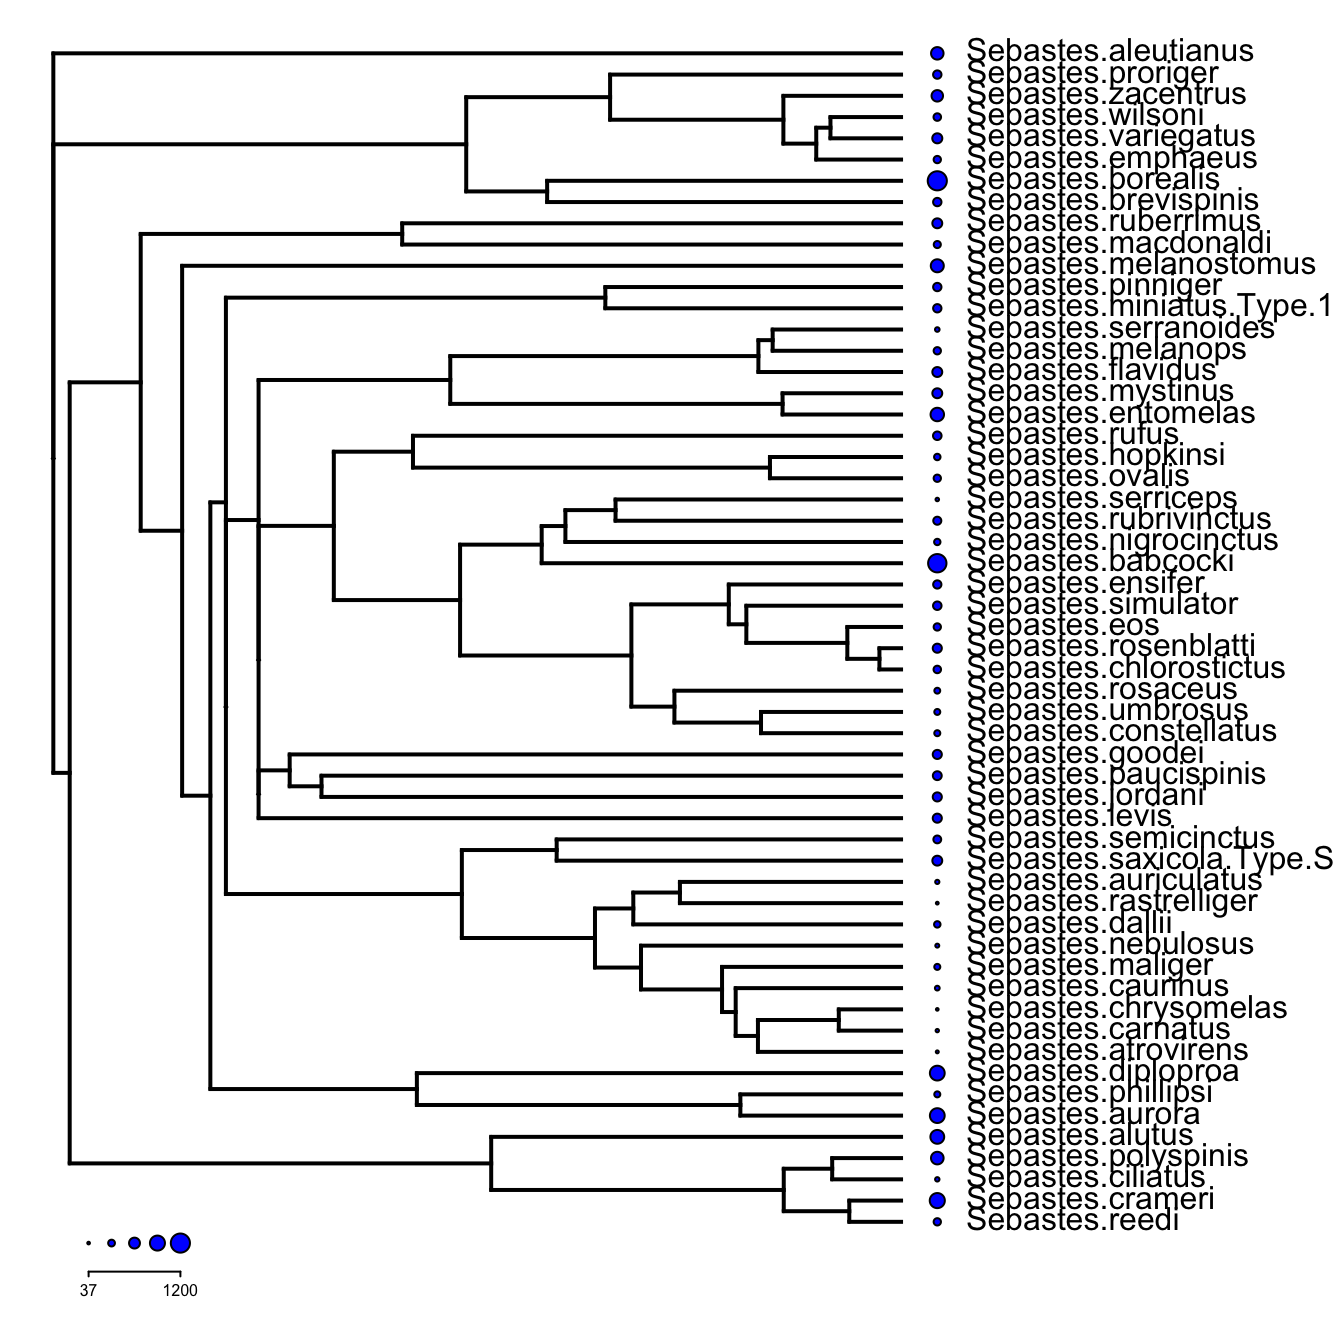 Sebastes.aleutianus
Sebastes.proriger
Sebastes.zacentrus
Sebastes.wilsoni
Sebastes.variegatus
Sebastes.emphaeus
Sebastes.borealis
Sebastes.brevispinis
Sebastes.ruberrimus
Sebastes.macdonaldi
Sebastes.melanostomus
Sebastes.pinniger
Sebastes.miniatus.Type.1
Sebastes.serranoides
Sebastes.melanops
Sebastes.flavidus
Sebastes.mystinus
Sebastes.entomelas
Sebastes.rufus
Sebastes.hopkinsi
Sebastes.ovalis
Sebastes.serriceps
Sebastes.rubrivinctus
Sebastes.nigrocinctus
Sebastes.babcocki
Sebastes.ensifer
Sebastes.simulator
Sebastes.eos
Sebastes.rosenblatti
Sebastes.chlorostictus
Sebastes.rosaceus
Sebastes.umbrosus
Sebastes.constellatus
Sebastes.goodei
Sebastes.paucispinis
Sebastes.jordani
Sebastes.levis
Sebastes.semicinctus
Sebastes.saxicola.Type.S
Sebastes.auriculatus
Sebastes.rastrelliger
Sebastes.dallii
Sebastes.nebulosus
Sebastes.maliger
Sebastes.caurinus
Sebastes.chrysomelas
Sebastes.carnatus
Sebastes.atrovirens
Sebastes.diploproa
Sebastes.phillipsi
Sebastes.aurora
Sebastes.alutus
Sebastes.polyspinis
Sebastes.ciliatus
Sebastes.crameri
Sebastes.reedi
37 1200